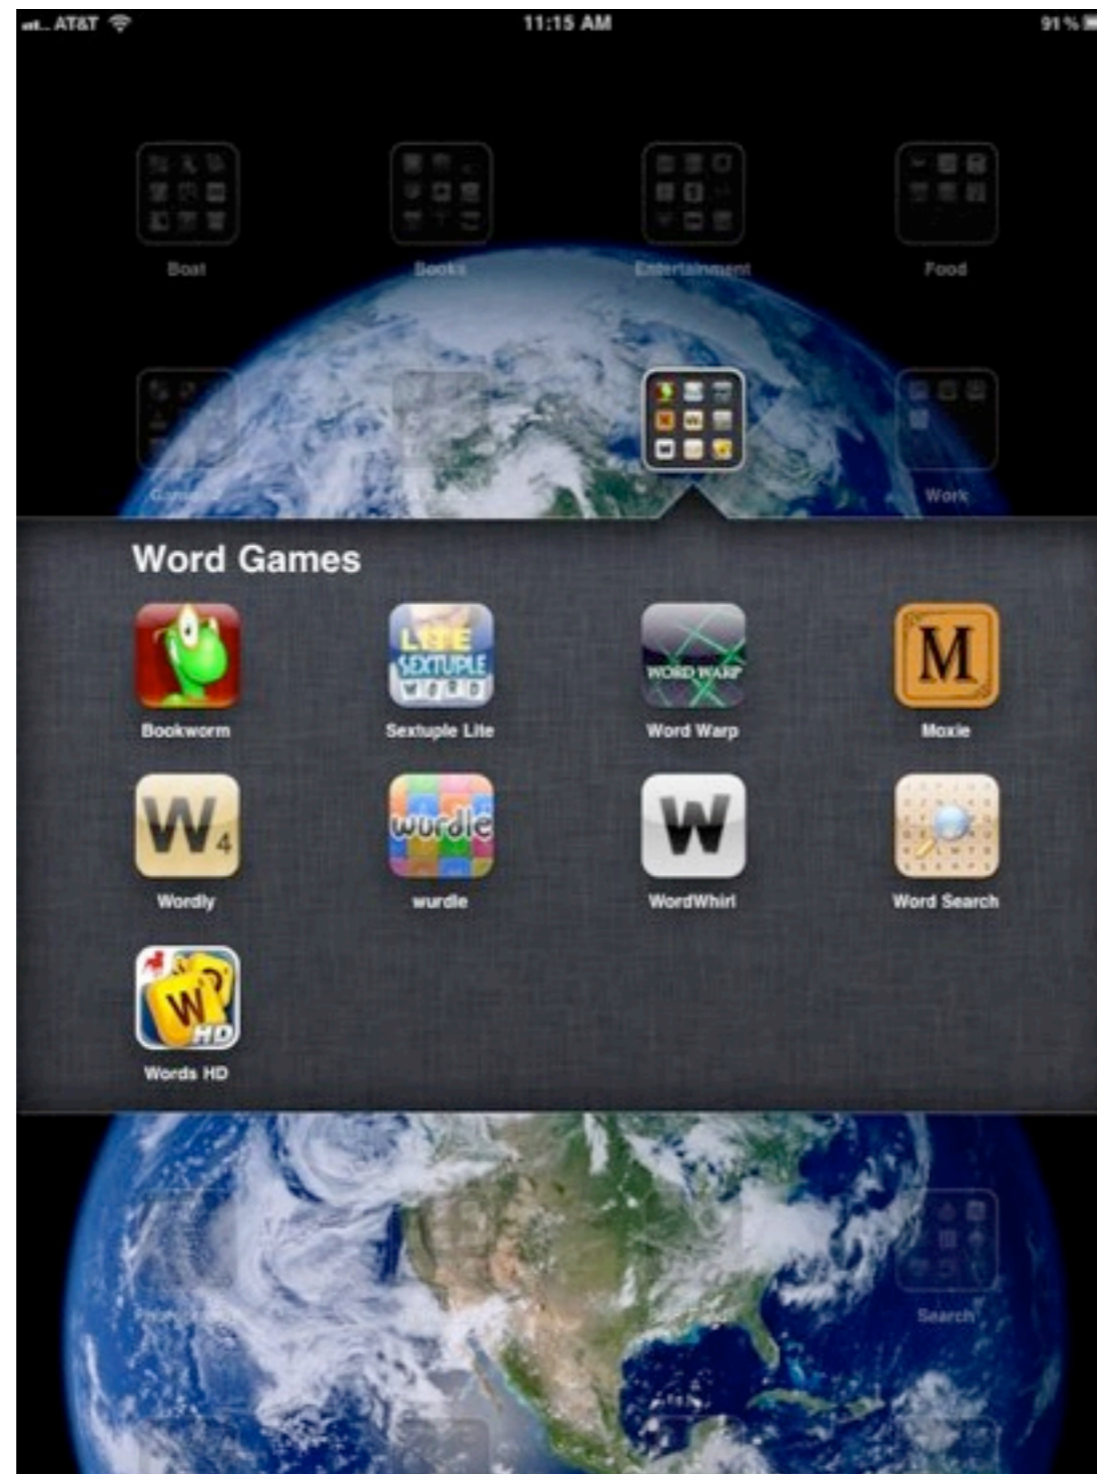 AT&T 11:15 AM 91%
Boat Books Entertainment Food
Work
Word Games
LITE
SEXTUPLE
WORD
WORD WARP
M
Bookworm Sextuple Lite Word Warp Moxie
W4 wurdle W
Wordly wurdle WordWhirl Word Search
W
HD
Words HD
Search